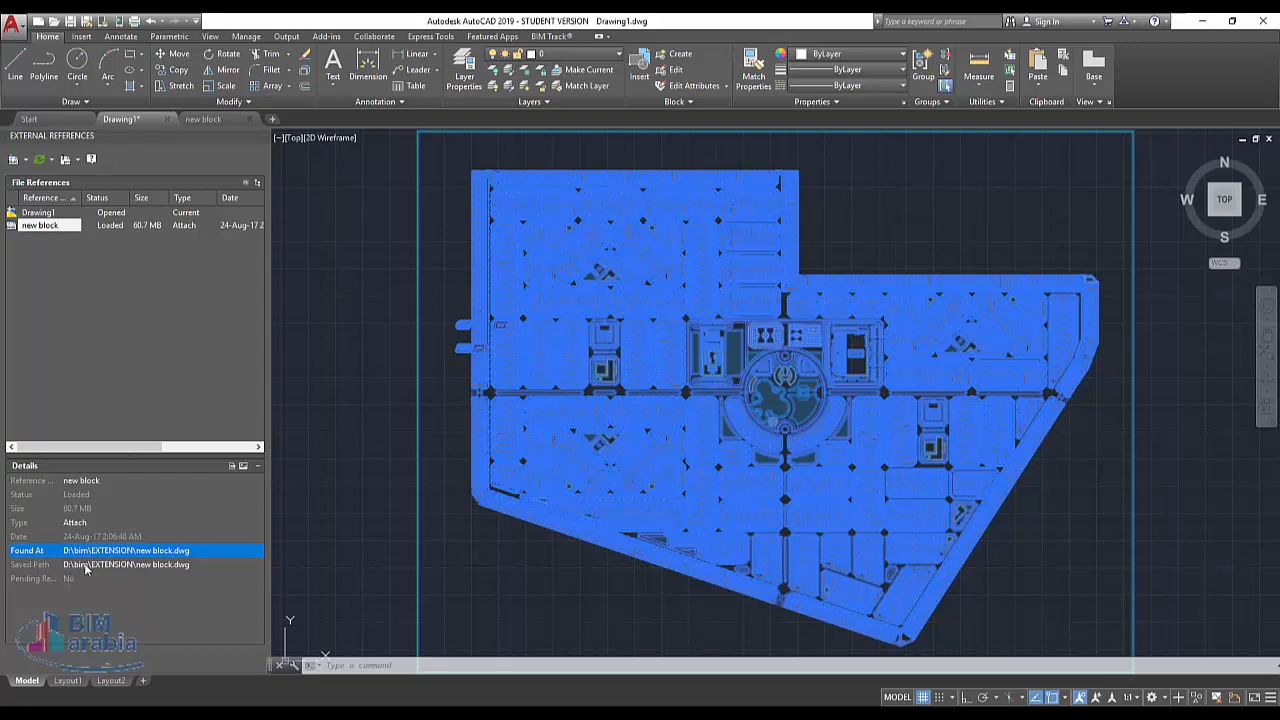 Autodesk AutoCAD 2019 - STUDENT VERSION Drawing1.dwg
Type a keyword or phrase
Sign In
Home Insert Annotate Parametric View Manage Output Add-ins Collaborate Express Tools Featured Apps BIM Track®
Line Polyline Circle Arc
Move Rotate Trim
Copy Mirror Fillet
Stretch Scale Array
Draw Modify
Text Dimension
Linear
Leader
Table
Annotation
Layer Properties
0
Make Current
Match Layer
Layers
Insert
Create
Edit
Edit Attributes
Block
Match Properties
ByLayer
ByLayer
ByLayer
Properties
Group
Groups
Measure
Utilities
Paste
Clipboard
Base
View
Start Drawing1* new block
EXTERNAL REFERENCES
[−][Top][2D Wireframe]
File References
Reference ... Status Size Type Date
Drawing1 Opened Current
new block Loaded 60.7 MB Attach 24-Aug-17 2
N
W TOP E
S
WCS
Details
Reference ... new block
Status Loaded
Size 60.7 MB
Type Attach
Date 24-Aug-17 2:06:48 AM
Found At D:\bim\EXTENSION\new block.dwg
Saved Path D:\bim\EXTENSION\new block.dwg
Pending Re... No
BIM
arabia
Y
X
Type a command
Model Layout1 Layout2
MODEL
1:1